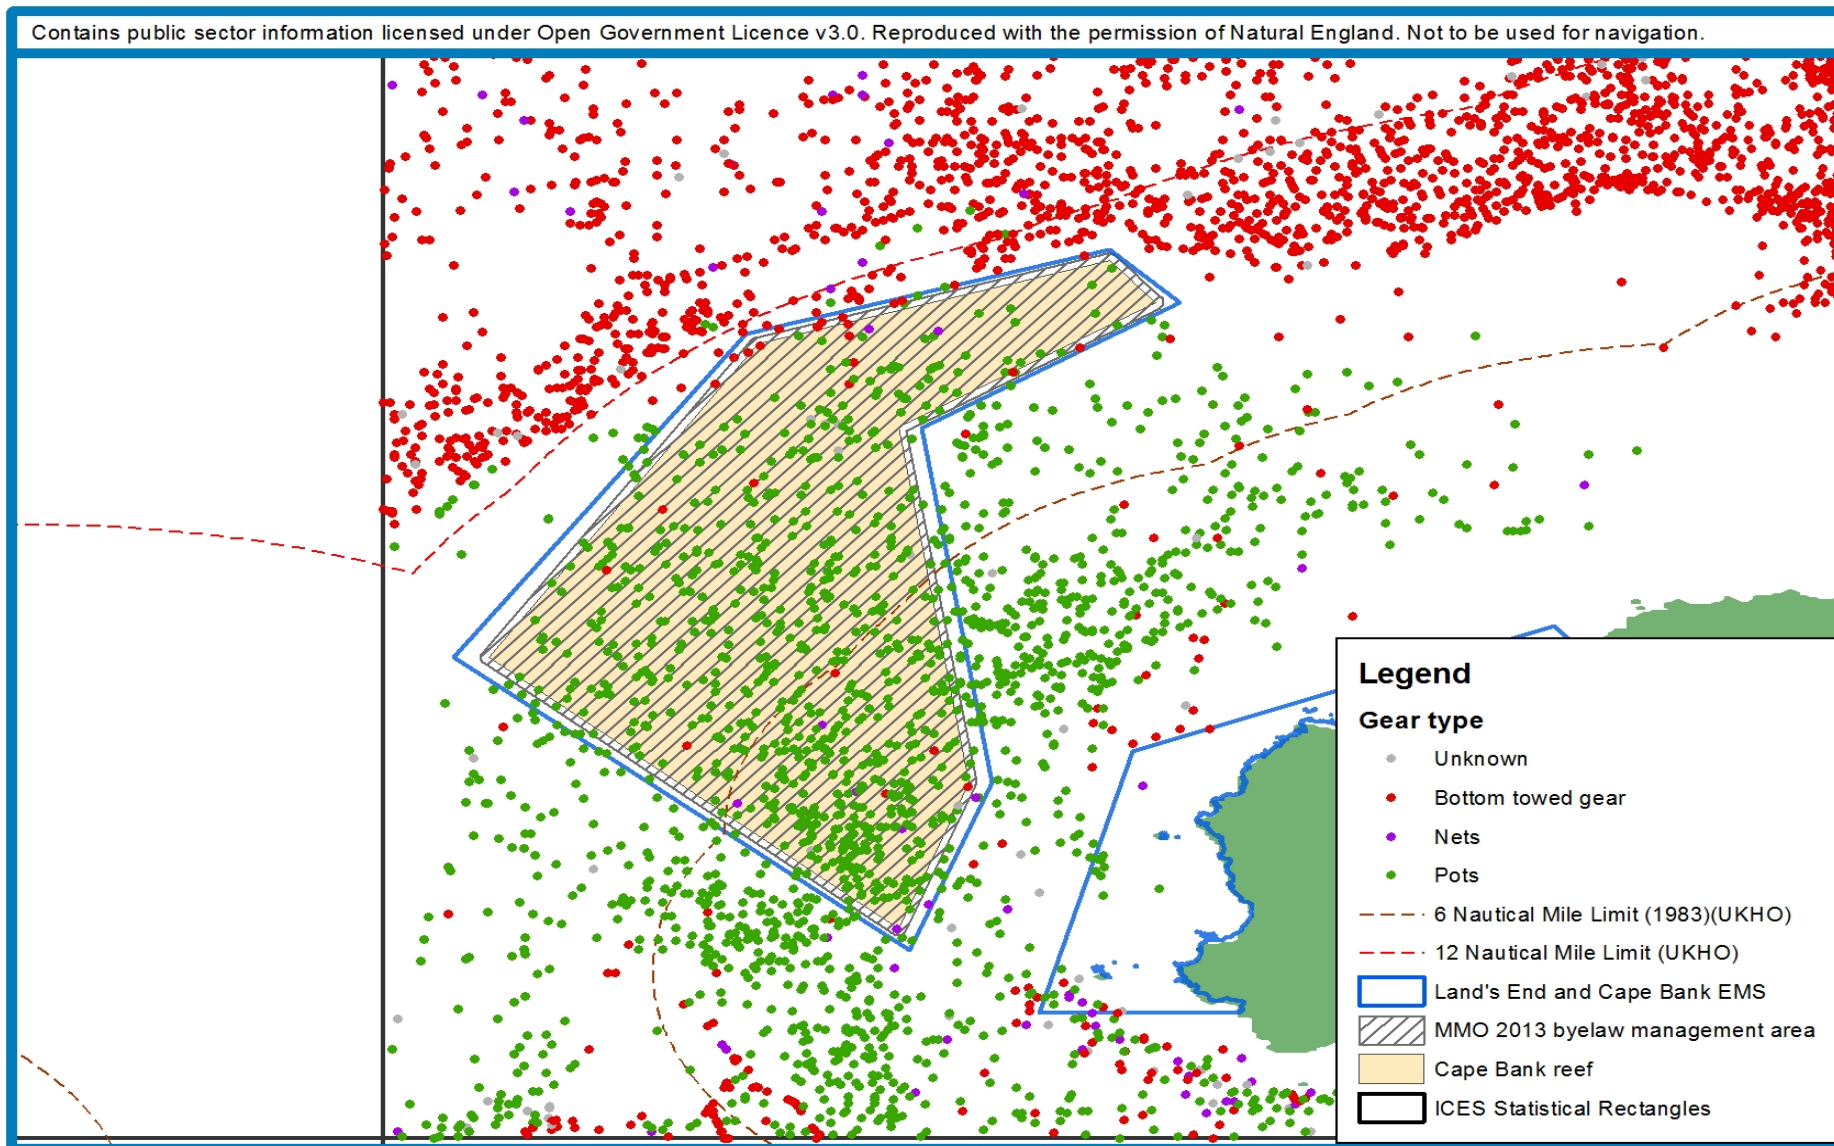 Contains public sector information licensed under Open Government Licence v3.0. Reproduced with the permission of Natural England. Not to be used for navigation.
Legend
Gear type
Unknown
Bottom towed gear
Nets
Pots
6 Nautical Mile Limit (1983)(UKHO)
12 Nautical Mile Limit (UKHO)
Land's End and Cape Bank EMS
MMO 2013 byelaw management area
Cape Bank reef
ICES Statistical Rectangles